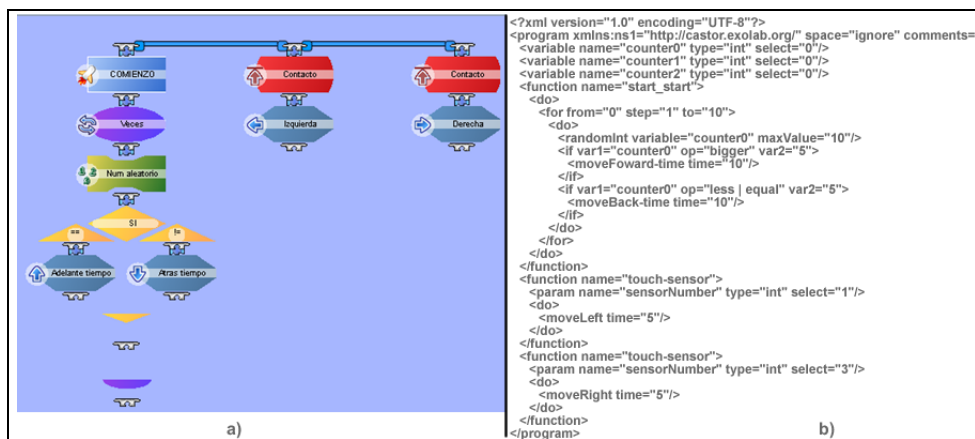 COMIENZO
Contacto
Contacto
Veces
Izquierda
Derecha
Num aleatorio
SI
==
!=
Adelante tiempo
Atras tiempo
a)
<?xml version="1.0" encoding="UTF-8"?>
<program xmlns:ns1="http://castor.exolab.org/" space="ignore" comments=
<variable name="counter0" type="int" select="0"/>
<variable name="counter1" type="int" select="0"/>
<variable name="counter2" type="int" select="0"/>
<function name="start_start">
<do>
<for from="0" step="1" to="10">
<do>
<randomInt variable="counter0" maxValue="10"/>
<if var1="counter0" op="bigger" var2="5">
<moveFoward-time time="10"/>
</if>
<if var1="counter0" op="less | equal" var2="5">
<moveBack-time time="10"/>
</if>
</do>
</for>
</do>
</function>
<function name="touch-sensor">
<param name="sensorNumber" type="int" select="1"/>
<do>
<moveLeft time="5"/>
</do>
</function>
<function name="touch-sensor">
<param name="sensorNumber" type="int" select="3"/>
<do>
<moveRight time="5"/>
</do>
</function>
</program>
b)